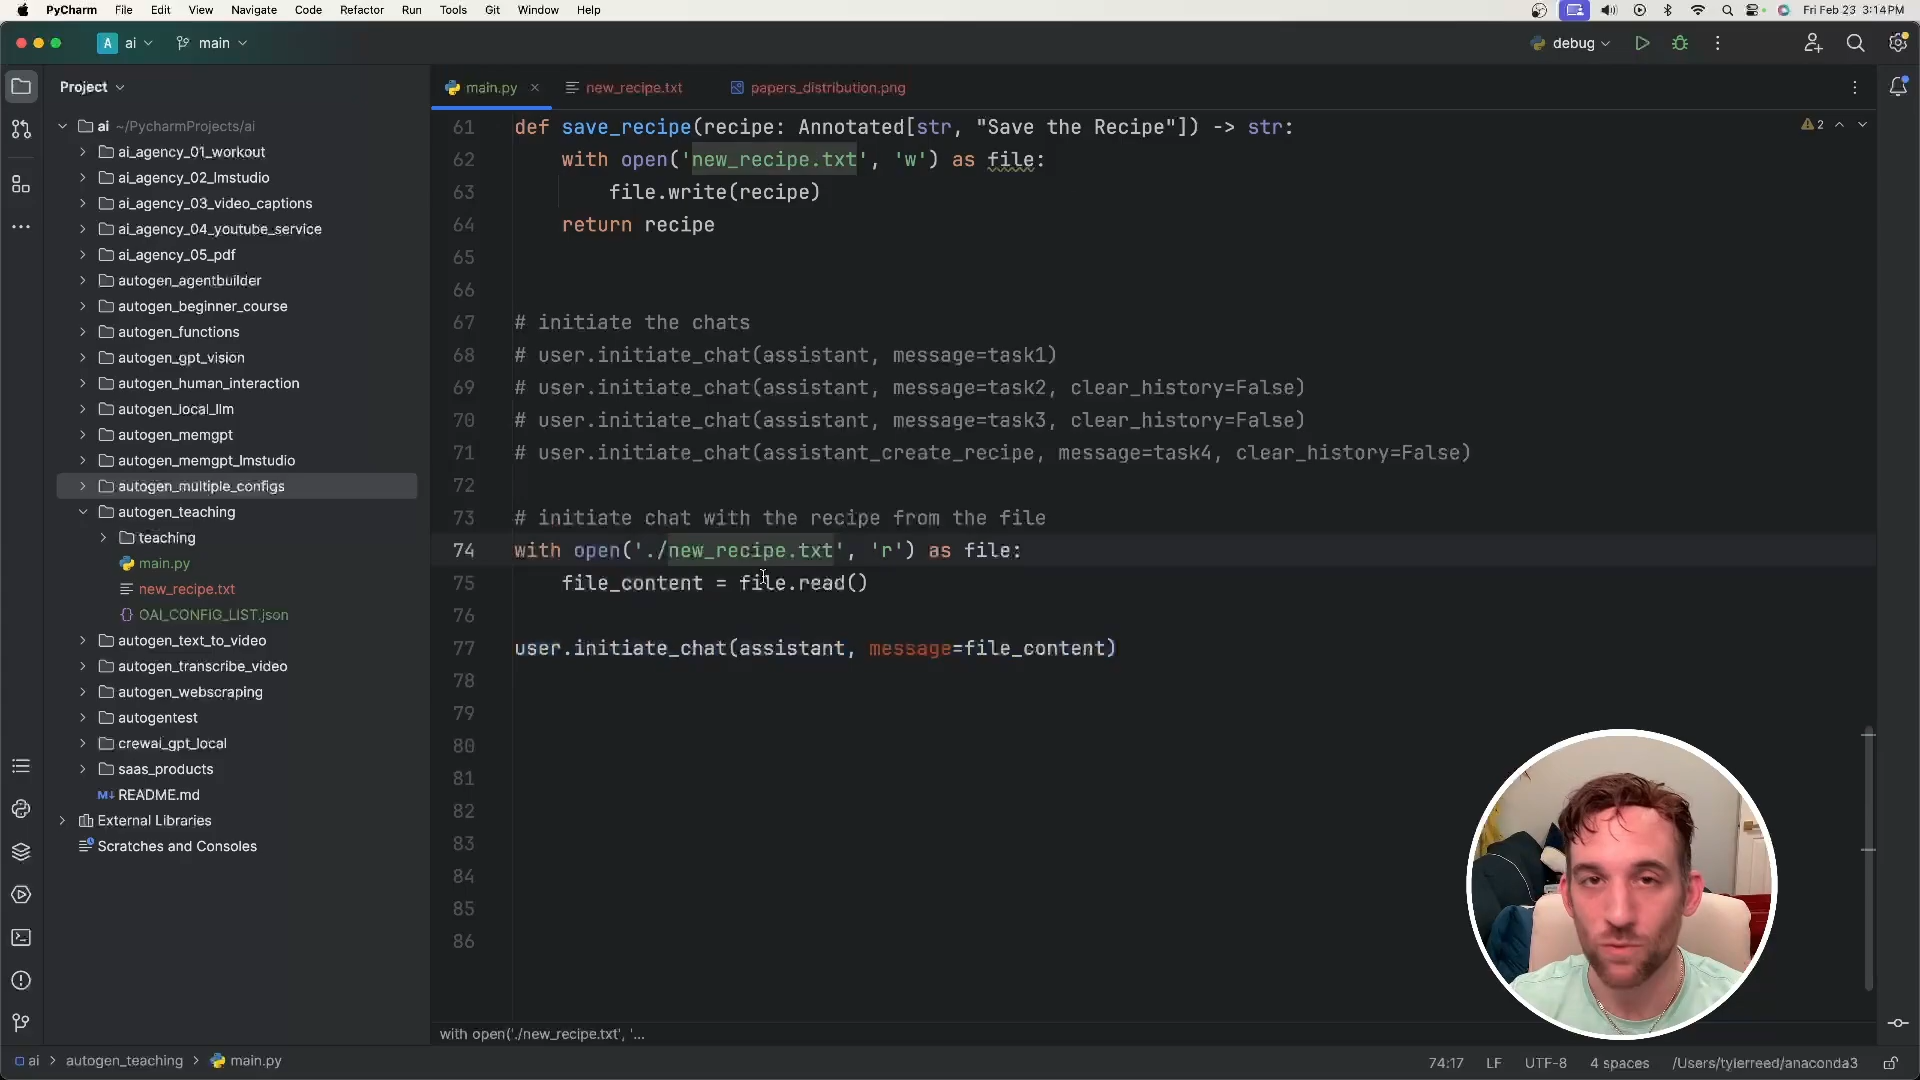 PyCharm File Edit View Navigate Code Refactor Run Tools Git Window Help Fri Feb 23 3:14 PM
A ai main debug
Project
main.py new_recipe.txt papers_distribution.png
ai ~/PycharmProjects/ai
ai_agency_01_workout
ai_agency_02_lmstudio
ai_agency_03_video_captions
ai_agency_04_youtube_service
ai_agency_05_pdf
autogen_agentbuilder
autogen_beginner_course
autogen_functions
autogen_gpt_vision
autogen_human_interaction
autogen_local_llm
autogen_memgpt
autogen_memgpt_lmstudio
autogen_multiple_configs
autogen_teaching
teaching
main.py
new_recipe.txt
{} OAI_CONFIG_LIST.json
autogen_text_to_video
autogen_transcribe_video
autogen_webscraping
autogentest
crewai_gpt_local
saas_products
M↓ README.md
External Libraries
Scratches and Consoles
2
61 def save_recipe(recipe: Annotated[str, "Save the Recipe"]) -> str:
62 with open('new_recipe.txt', 'w') as file:
63 file.write(recipe)
64 return recipe
65
66
67 # initiate the chats
68 # user.initiate_chat(assistant, message=task1)
69 # user.initiate_chat(assistant, message=task2, clear_history=False)
70 # user.initiate_chat(assistant, message=task3, clear_history=False)
71 # user.initiate_chat(assistant_create_recipe, message=task4, clear_history=False)
72
73 # initiate chat with the recipe from the file
74 with open('./new_recipe.txt', 'r') as file:
75 file_content = file.read()
76
77 user.initiate_chat(assistant, message=file_content)
78
79
80
81
82
83
84
85
86
with open('./new_recipe.txt', '...
ai > autogen_teaching > main.py 74:17 LF UTF-8 4 spaces /Users/tylerreed/anaconda3